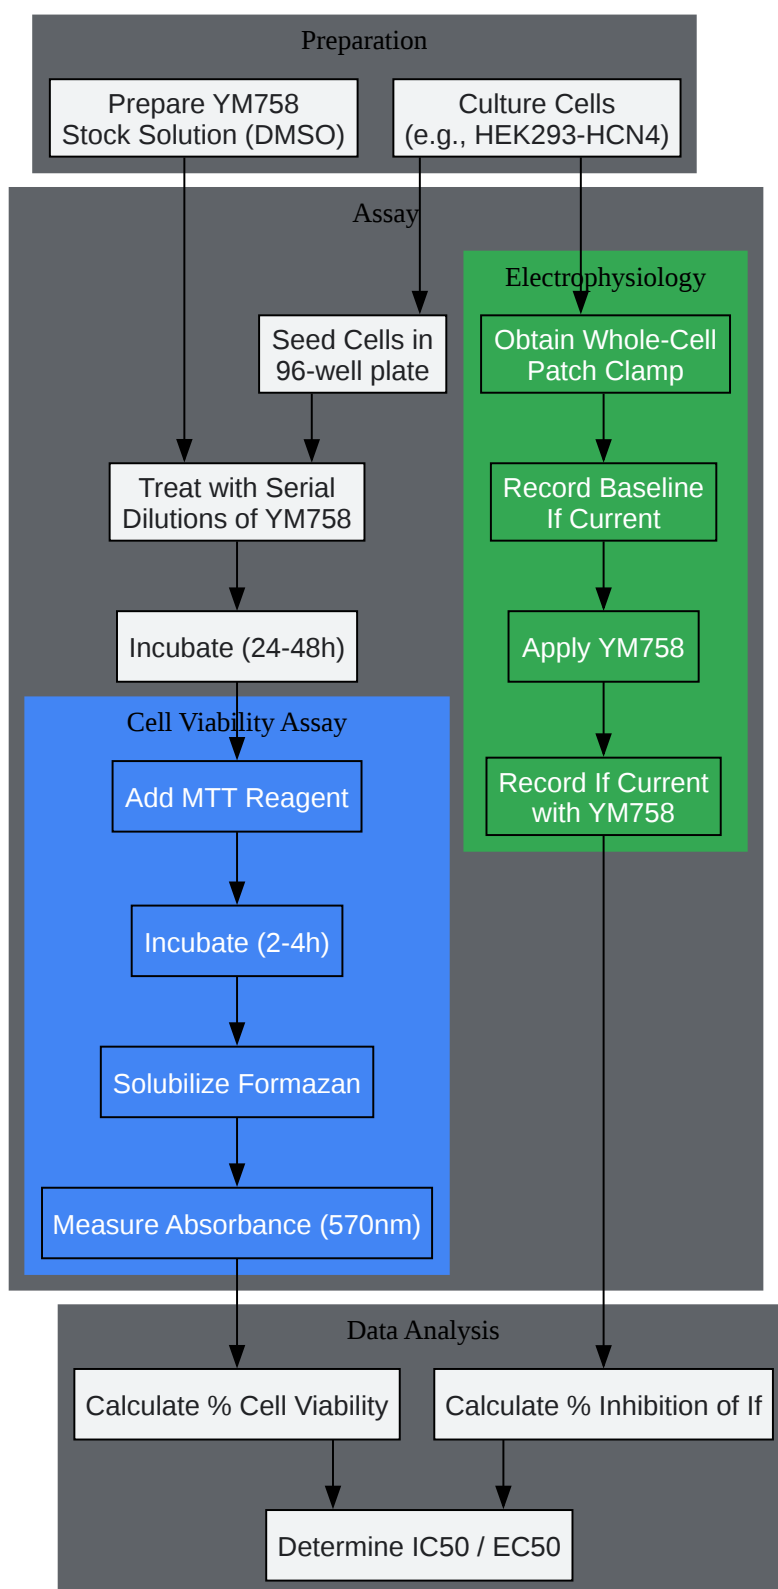 Preparation
Prepare YM758
Stock Solution (DMSO)
Culture Cells
(e.g., HEK293-HCN4)
Assay
Electrophysiology
Seed Cells in
96-well plate
Obtain Whole-Cell
Patch Clamp
Treat with Serial
Dilutions of YM758
Record Baseline
If Current
Incubate (24-48h)
Apply YM758
Cell Viability Assay
Add MTT Reagent
Record If Current
with YM758
Incubate (2-4h)
Solubilize Formazan
Measure Absorbance (570nm)
Data Analysis
Calculate % Cell Viability
Calculate % Inhibition of If
Determine IC50 / EC50